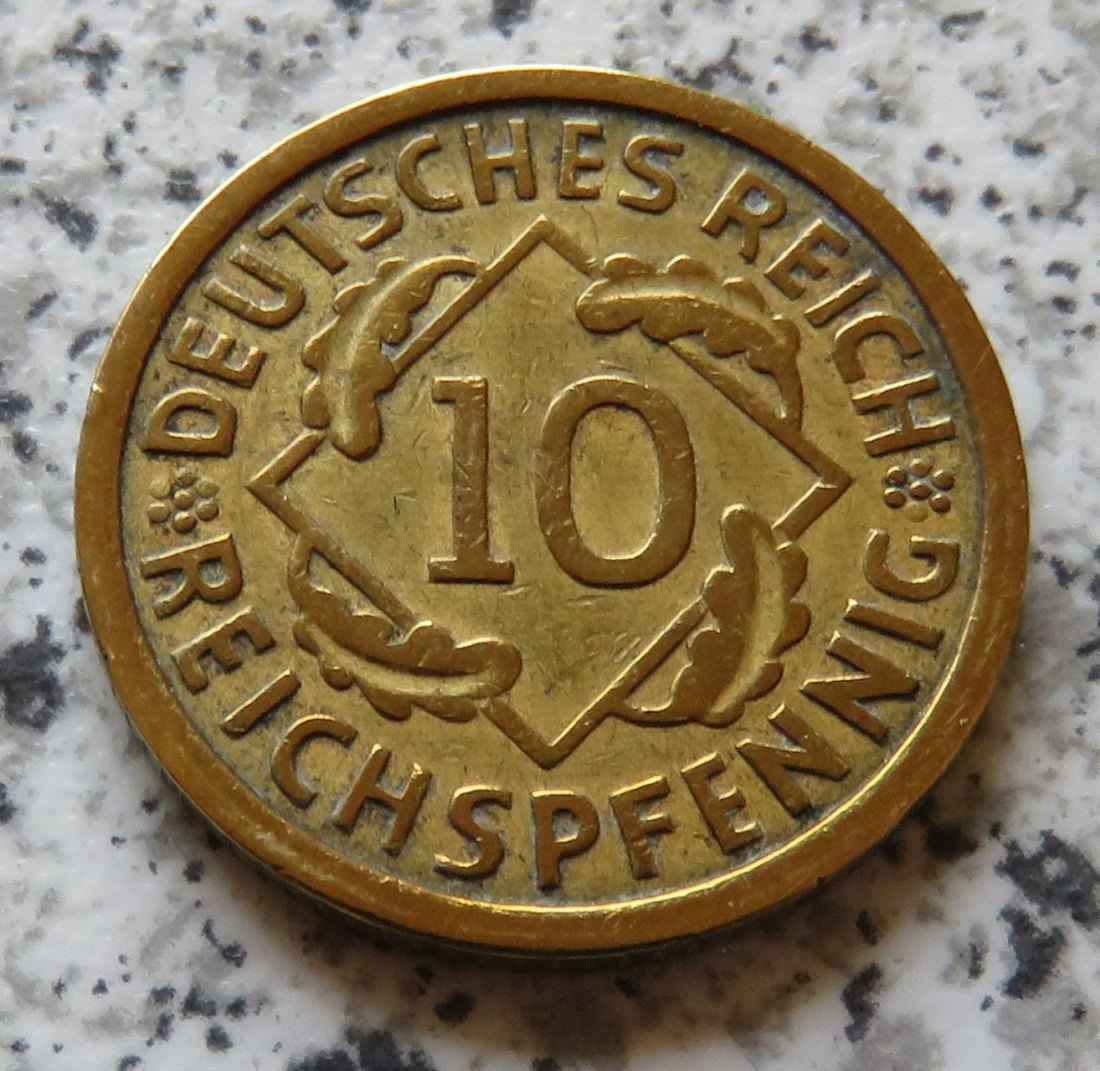 DEUTSCHES REICH
10
REICHSPFENNIG